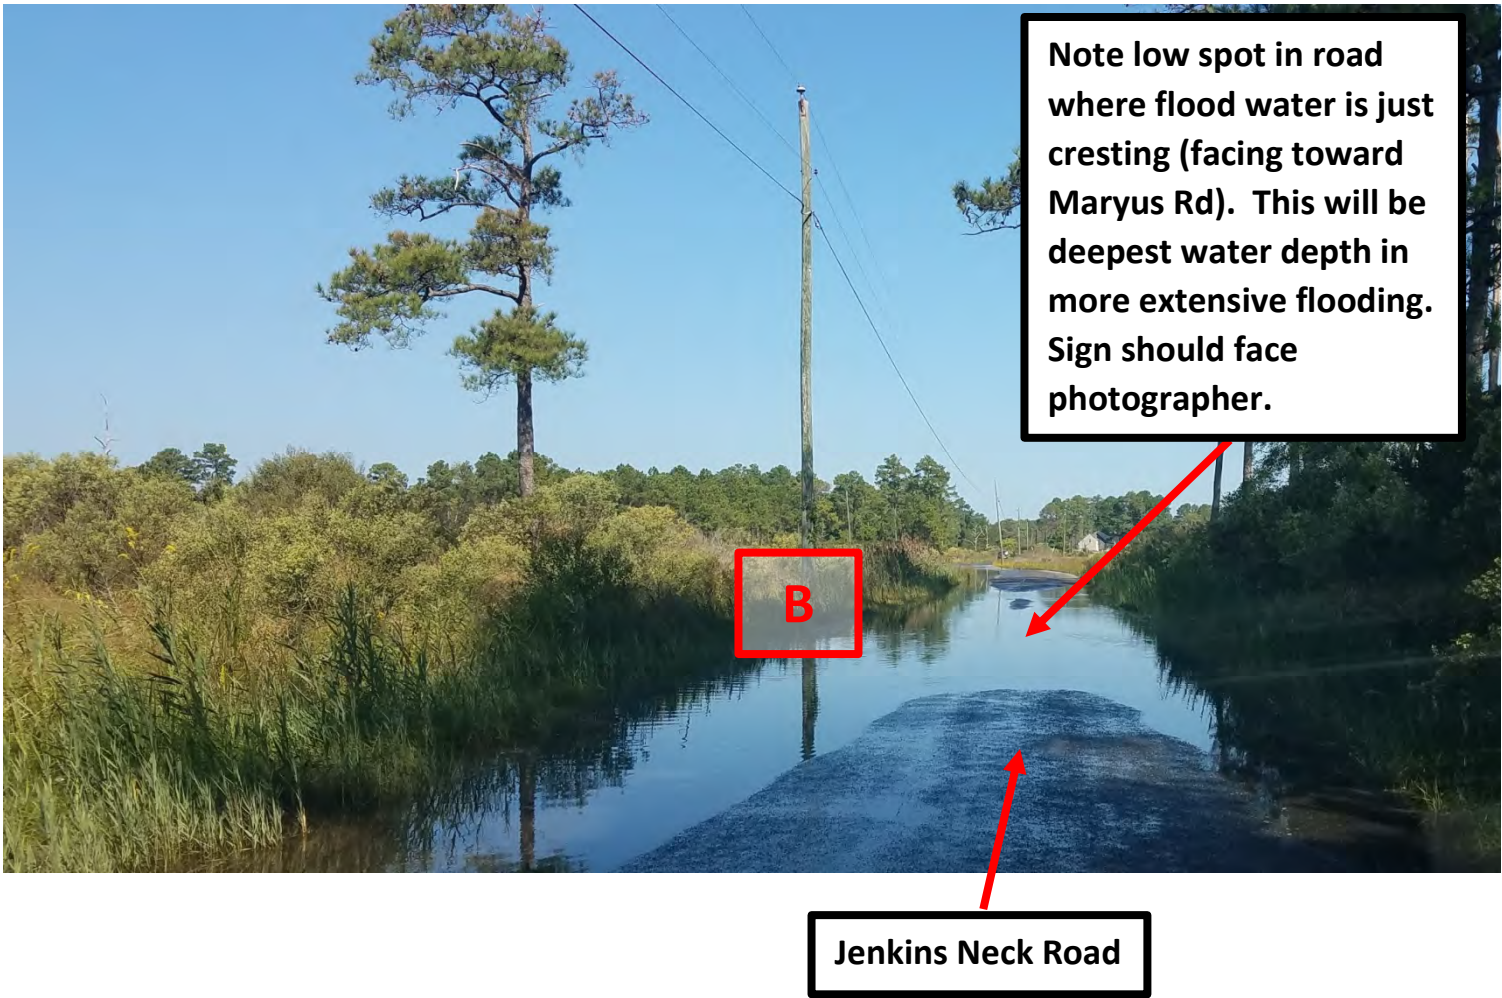 Note low spot in road
where flood water is just
cresting (facing toward
Maryus Rd).  This will be
deepest water depth in
more extensive flooding.
Sign should face
photographer.
B
Jenkins Neck Road